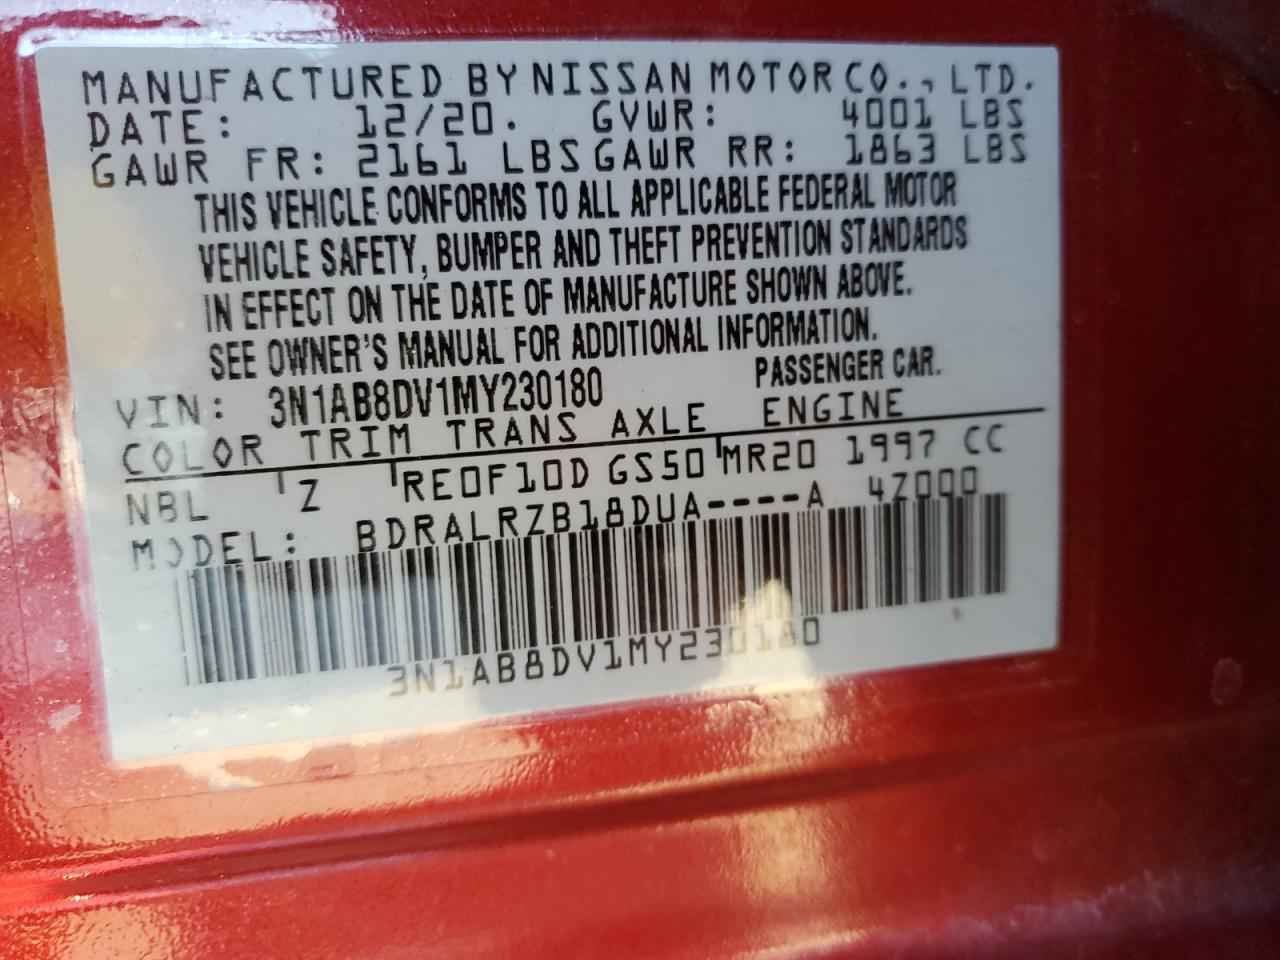 MANUFACTURED BY NISSAN MOTOR CO., LTD.
DATE: 12/20. GVWR: 4001 LBS
GAWR FR: 2161 LBS GAWR RR: 1863 LBS
THIS VEHICLE CONFORMS TO ALL APPLICABLE FEDERAL MOTOR
VEHICLE SAFETY, BUMPER AND THEFT PREVENTION STANDARDS
IN EFFECT ON THE DATE OF MANUFACTURE SHOWN ABOVE.
SEE OWNER'S MANUAL FOR ADDITIONAL INFORMATION.
VIN: 3N1AB8DV1MY230180 PASSENGER CAR.
COLOR TRIM TRANS AXLE ENGINE
NBL Z RE0F10D GS50 MR20 1997 CC
MODEL: BDRALRZB18DUA----A 4Z000
3N1AB8DV1MY230180